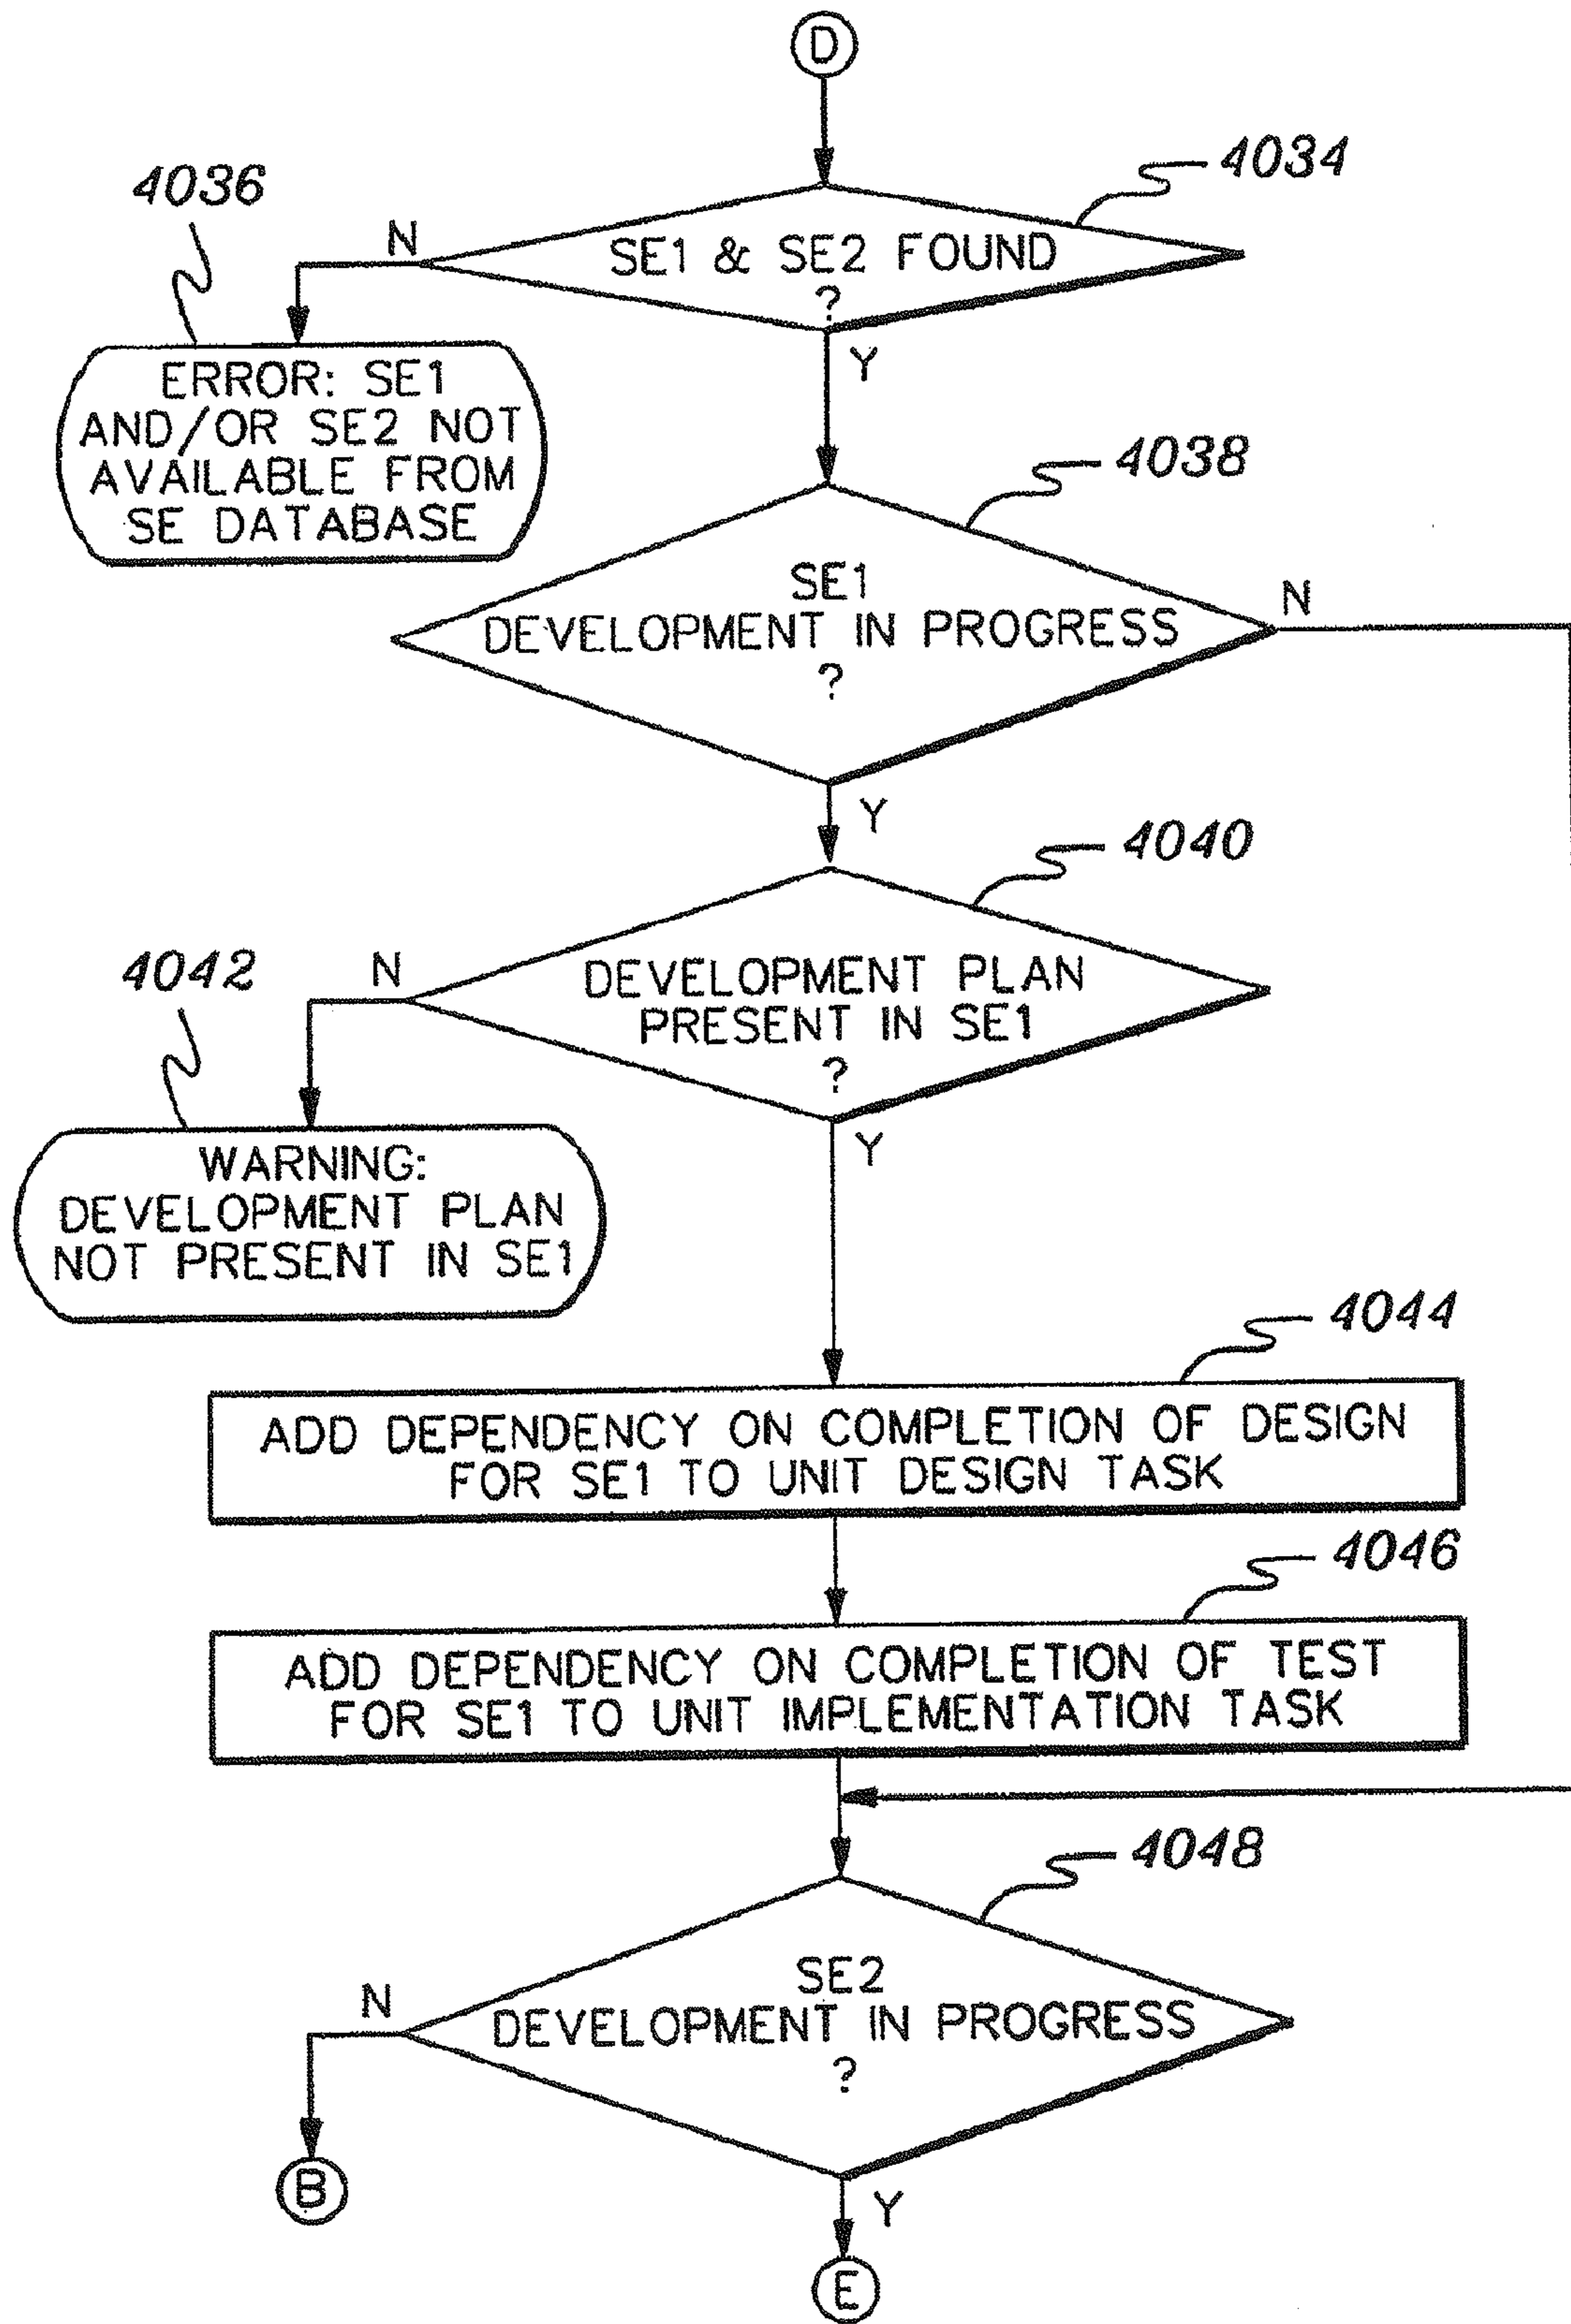 D
4034
4036
N
SE1 & SE2 FOUND
?
Y
ERROR: SE1
AND/OR SE2 NOT
AVAILABLE FROM
SE DATABASE
4038
SE1
DEVELOPMENT IN PROGRESS
?
N
Y
4040
4042
N
DEVELOPMENT PLAN
PRESENT IN SE1
?
Y
WARNING:
DEVELOPMENT PLAN
NOT PRESENT IN SE1
4044
ADD DEPENDENCY ON COMPLETION OF DESIGN
FOR SE1 TO UNIT DESIGN TASK
4046
ADD DEPENDENCY ON COMPLETION OF TEST
FOR SE1 TO UNIT IMPLEMENTATION TASK
4048
SE2
DEVELOPMENT IN PROGRESS
?
N
B
Y
E